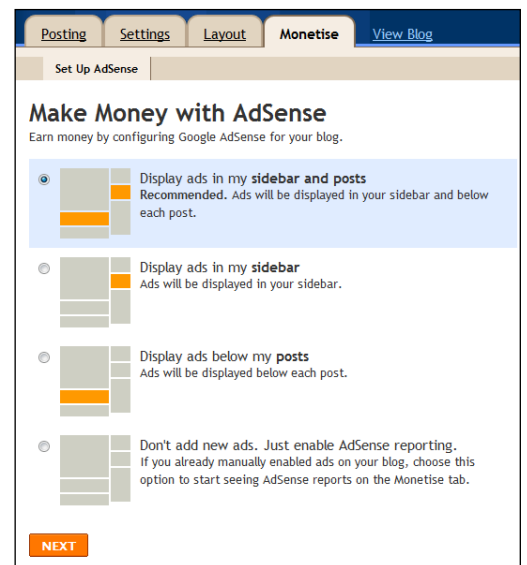 Posting Settings Layout Monetise View Blog
Set Up AdSense
Make Money with AdSense
Earn money by configuring Google AdSense for your blog.
Display ads in my sidebar and posts
Recommended. Ads will be displayed in your sidebar and below
each post.
Display ads in my sidebar
Ads will be displayed in your sidebar.
Display ads below my posts
Ads will be displayed below each post.
Don't add new ads. Just enable AdSense reporting.
If you already manually enabled ads on your blog, choose this
option to start seeing AdSense reports on the Monetise tab.
NEXT